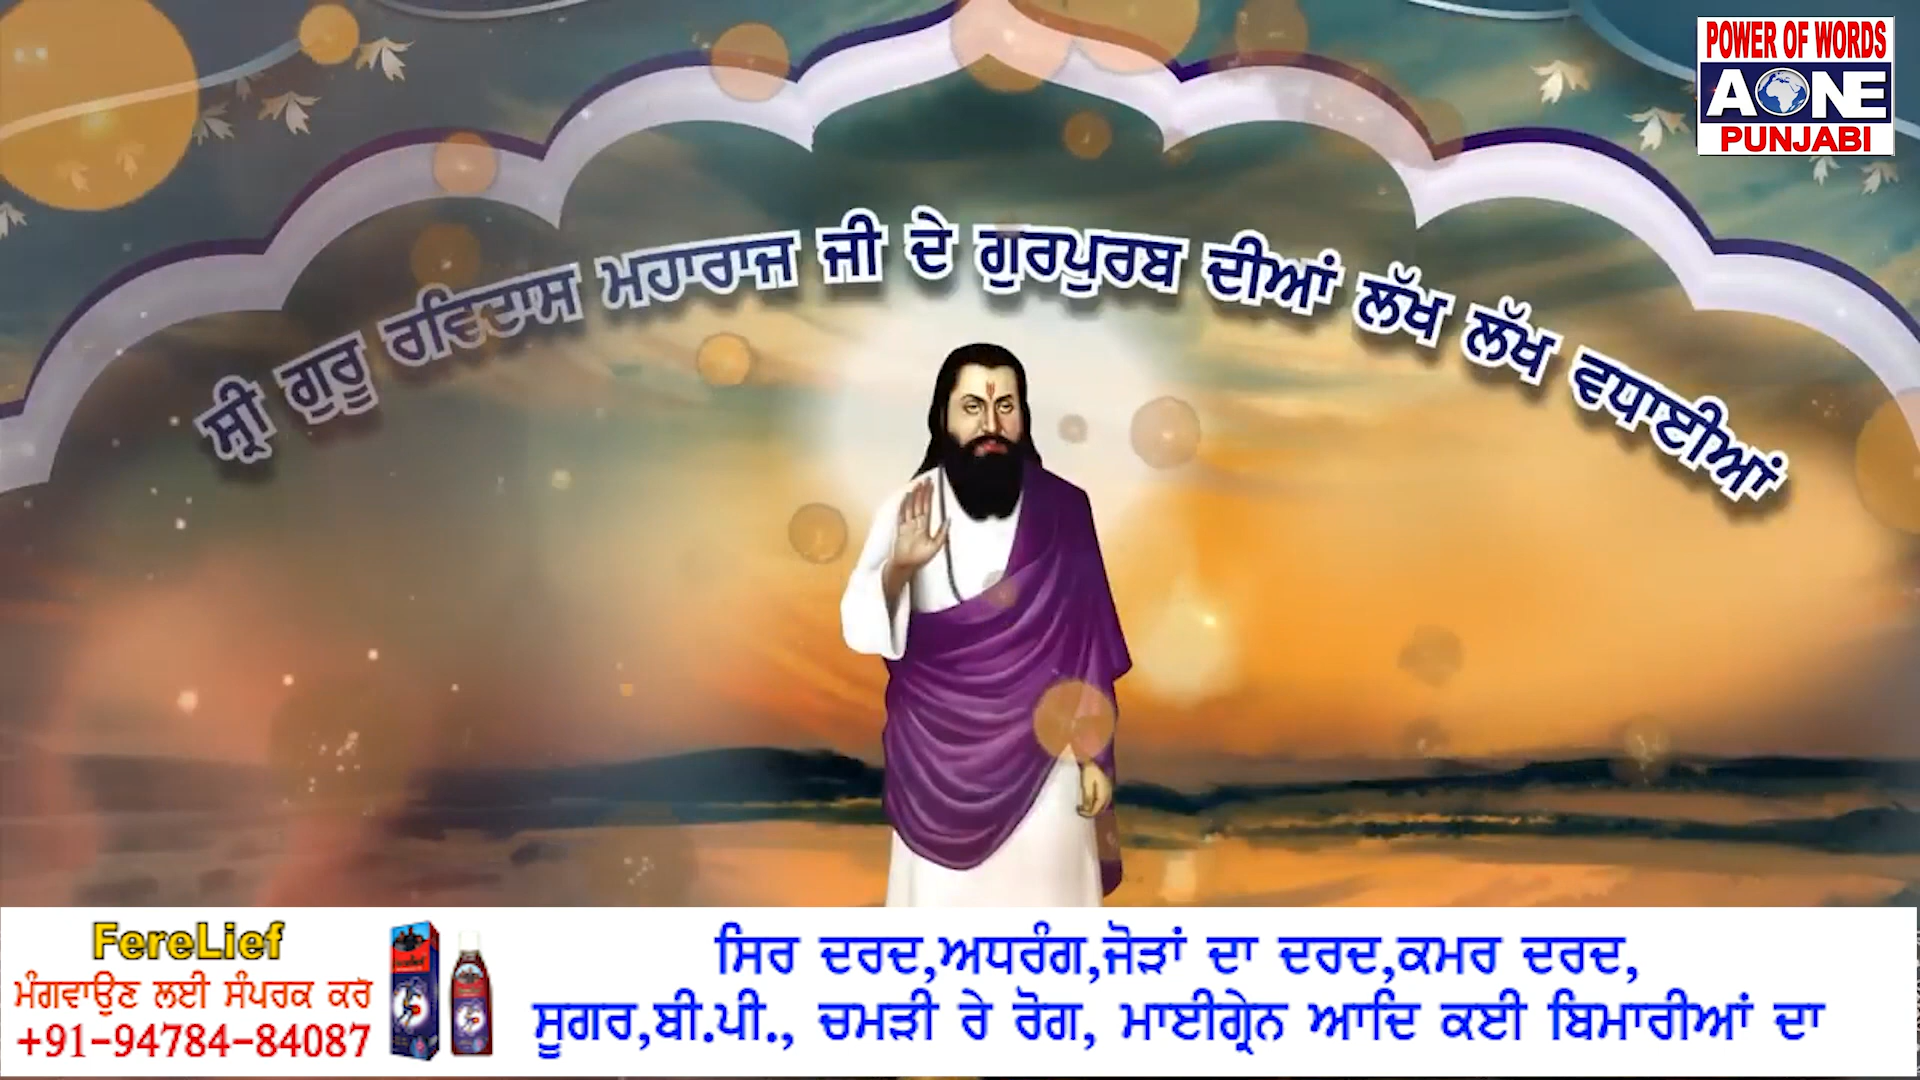 POWER OF WORDS
AONE
PUNJABI
ਸ਼੍ਰੀ ਗੁਰੂ ਰਵਿਦਾਸ ਮਹਾਰਾਜ ਜੀ ਦੇ ਗੁਰਪੁਰਬ ਦੀਆਂ ਲੱਖ ਲੱਖ ਵਧਾਈਆਂ
FereLief
ਮੰਗਵਾਉਣ ਲਈ ਸੰਪਰਕ ਕਰੋ
+91-94784-84087
ਸਿਰ ਦਰਦ,ਅਧਰੰਗ,ਜੋੜਾਂ ਦਾ ਦਰਦ,ਕਮਰ ਦਰਦ,
ਸੂਗਰ,ਬੀ.ਪੀ., ਚਮੜੀ ਰੇ ਰੋਗ, ਮਾਈਗ੍ਰੇਨ ਆਦਿ ਕਈ ਬਿਮਾਰੀਆਂ ਦਾ